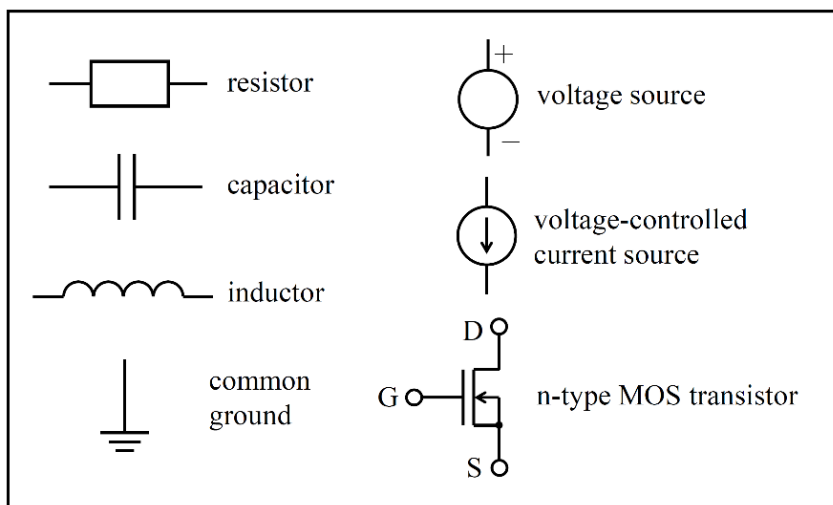 resistor
capacitor
inductor
common
ground
+
voltage source
−
voltage-controlled
current source
D
G
n-type MOS transistor
S